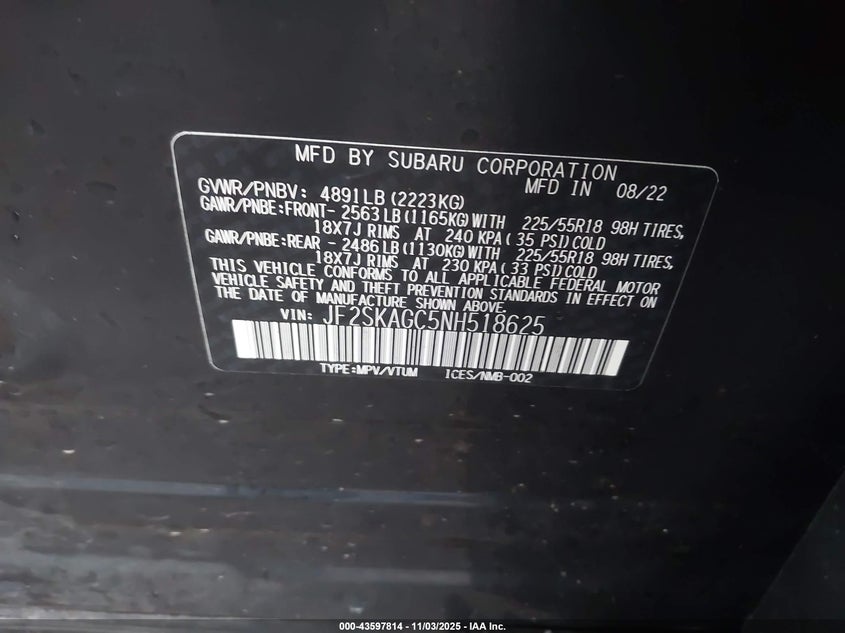 MFD BY SUBARU CORPORATION
MFD IN 08/22
GVWR/PNBV: 4891LB(2223KG)
GAWR/PNBE:FRONT- 2563LB(1165KG)WITH 225/55R18 98H TIRES,
18X7J RIMS AT 240 KPA( 35 PSI)COLD
GAWR/PNBE:REAR - 2486LB(1130KG)WITH 225/55R18 98H TIRES,
18X7J RIMS AT 230 KPA( 33 PSI)COLD
THIS VEHICLE CONFORMS TO ALL APPLICABLE FEDERAL MOTOR
VEHICLE SAFETY AND THEFT PREVENTION STANDARDS IN EFFECT ON
THE DATE OF MANUFACTURE SHOWN ABOVE.
VIN: JF2SKAGC5NH518625
TYPE:MPV/VTUM ICES/NMB-002
000-43597814 - 11/03/2025 - IAA Inc.